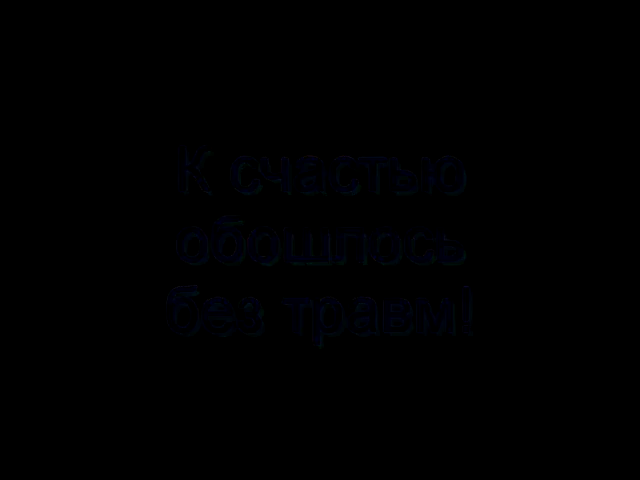 К счастью
обошлось
без травм!